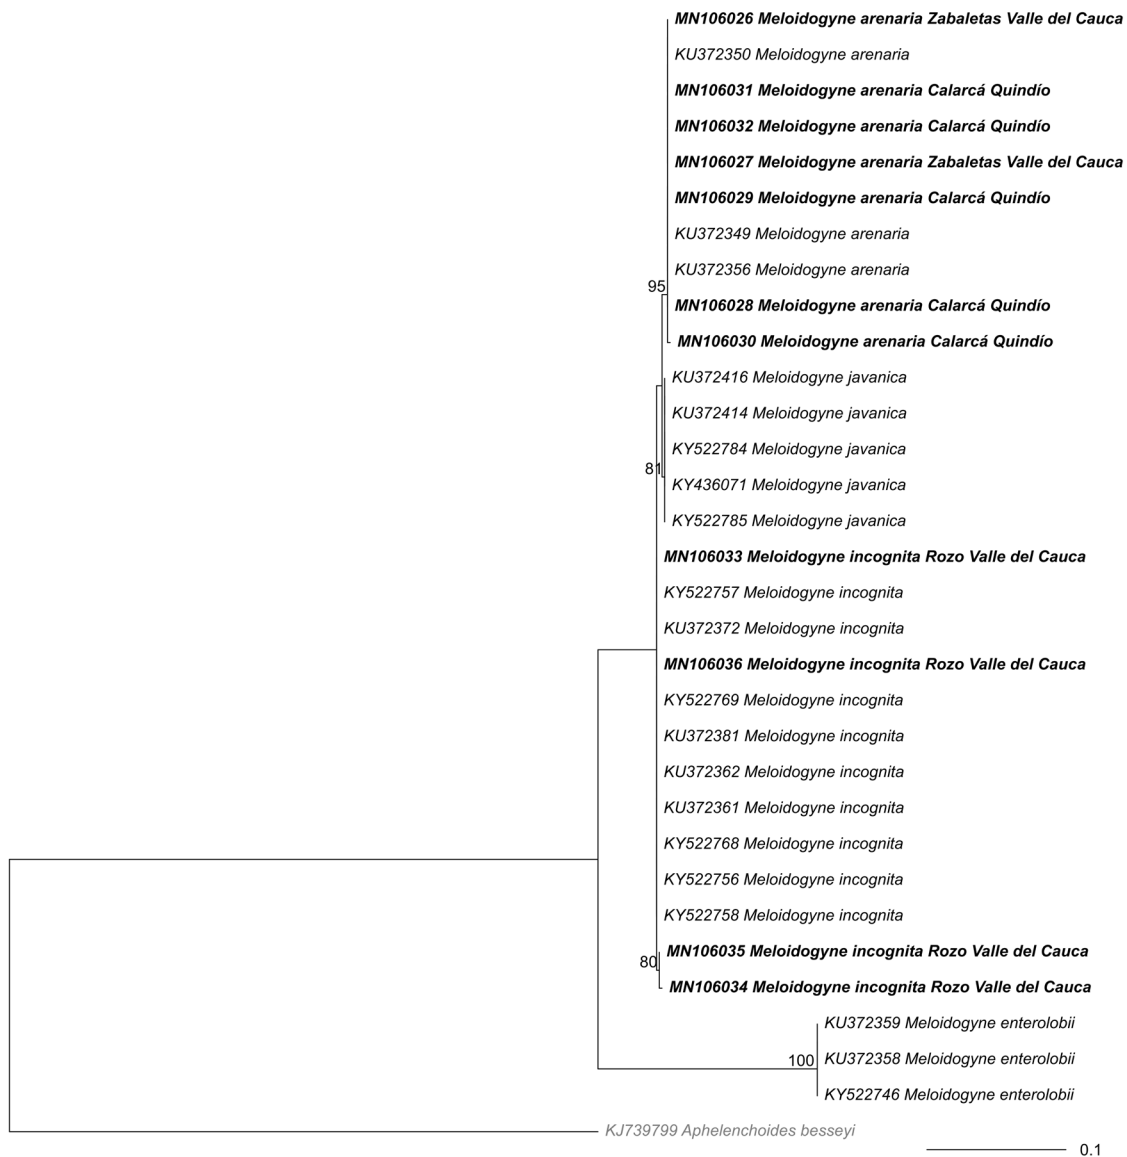 MN106026 Meloidogyne arenaria Zabaletas Valle del Cauca
KU372350 Meloidogyne arenaria
MN106031 Meloidogyne arenaria Calarcá Quindío
MN106032 Meloidogyne arenaria Calarcá Quindío
MN106027 Meloidogyne arenaria Zabaletas Valle del Cauca
MN106029 Meloidogyne arenaria Calarcá Quindío
KU372349 Meloidogyne arenaria
KU372356 Meloidogyne arenaria
95
MN106028 Meloidogyne arenaria Calarcá Quindío
MN106030 Meloidogyne arenaria Calarcá Quindío
KU372416 Meloidogyne javanica
KU372414 Meloidogyne javanica
KY522784 Meloidogyne javanica
81
KY436071 Meloidogyne javanica
KY522785 Meloidogyne javanica
MN106033 Meloidogyne incognita Rozo Valle del Cauca
KY522757 Meloidogyne incognita
KU372372 Meloidogyne incognita
MN106036 Meloidogyne incognita Rozo Valle del Cauca
KY522769 Meloidogyne incognita
KU372381 Meloidogyne incognita
KU372362 Meloidogyne incognita
KU372361 Meloidogyne incognita
KY522768 Meloidogyne incognita
KY522756 Meloidogyne incognita
KY522758 Meloidogyne incognita
MN106035 Meloidogyne incognita Rozo Valle del Cauca
80
MN106034 Meloidogyne incognita Rozo Valle del Cauca
KU372359 Meloidogyne enterolobii
KU372358 Meloidogyne enterolobii
100
KY522746 Meloidogyne enterolobii
KJ739799 Aphelenchoides besseyi
0.1